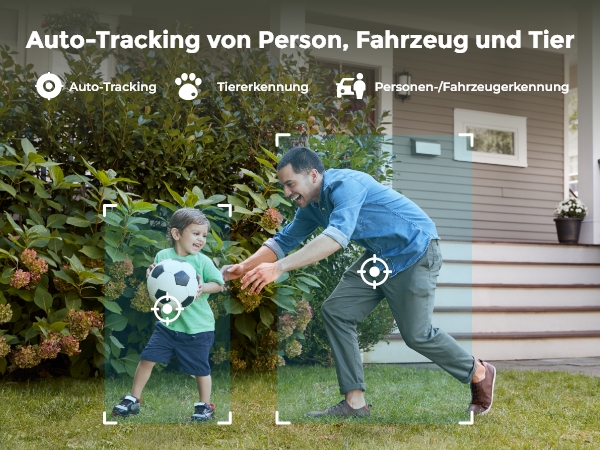 Auto-Tracking von Person, Fahrzeug und Tier
Auto-Tracking Tiererkennung Personen-/Fahrzeugerkennung